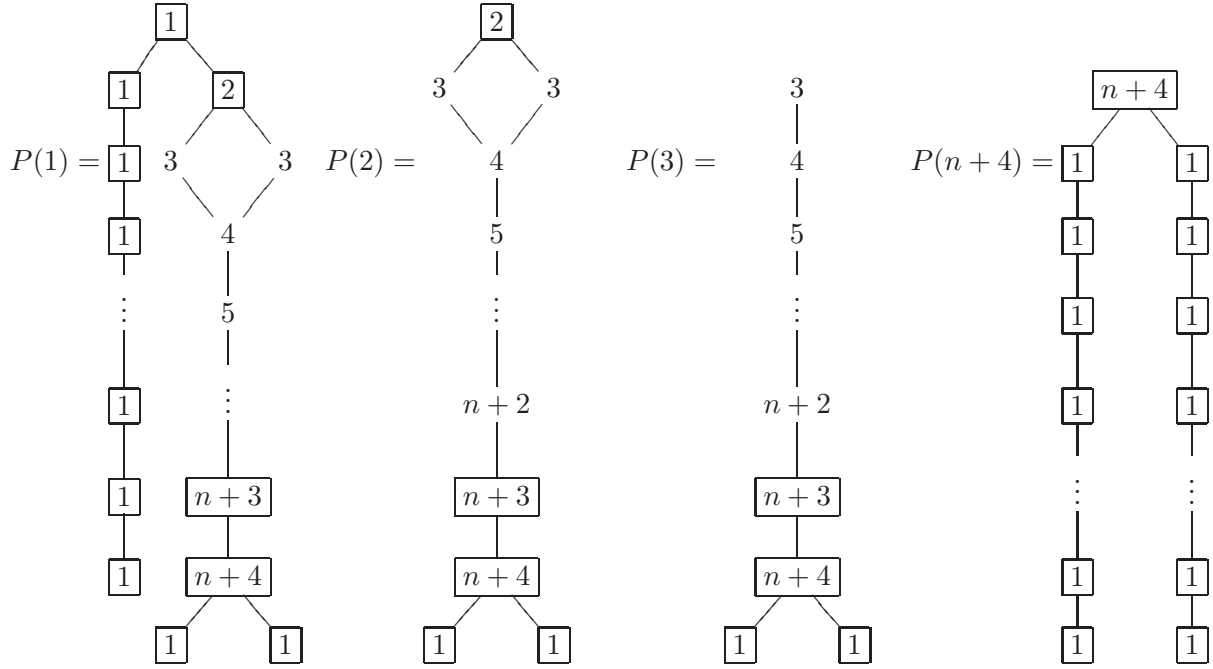 1 2
1 2 3 3 3 n + 4
P(1) = 1 3 3 P(2) = 4 P(3) = 4 P(n + 4) = 1 1
1 4 5 5 1 1
⋮ 5 ⋮ ⋮ 1 1
1 ⋮ n + 2 n + 2 1 1
1 n + 3 n + 3 n + 3 ⋮ ⋮
1 n + 4 n + 4 n + 4 1 1
1 1 1 1 1 1 1 1